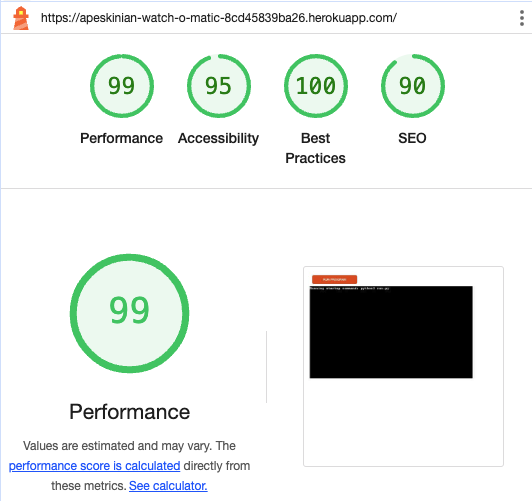 https://apeskinian-watch-o-matic-8cd45839ba26.herokuapp.com/
99 95 100 90
Performance Accessibility Best Practices SEO
99
Performance
Values are estimated and may vary. The
performance score is calculated directly from
these metrics. See calculator.
RUN PROGRAM
Running startup command: python3 run.py